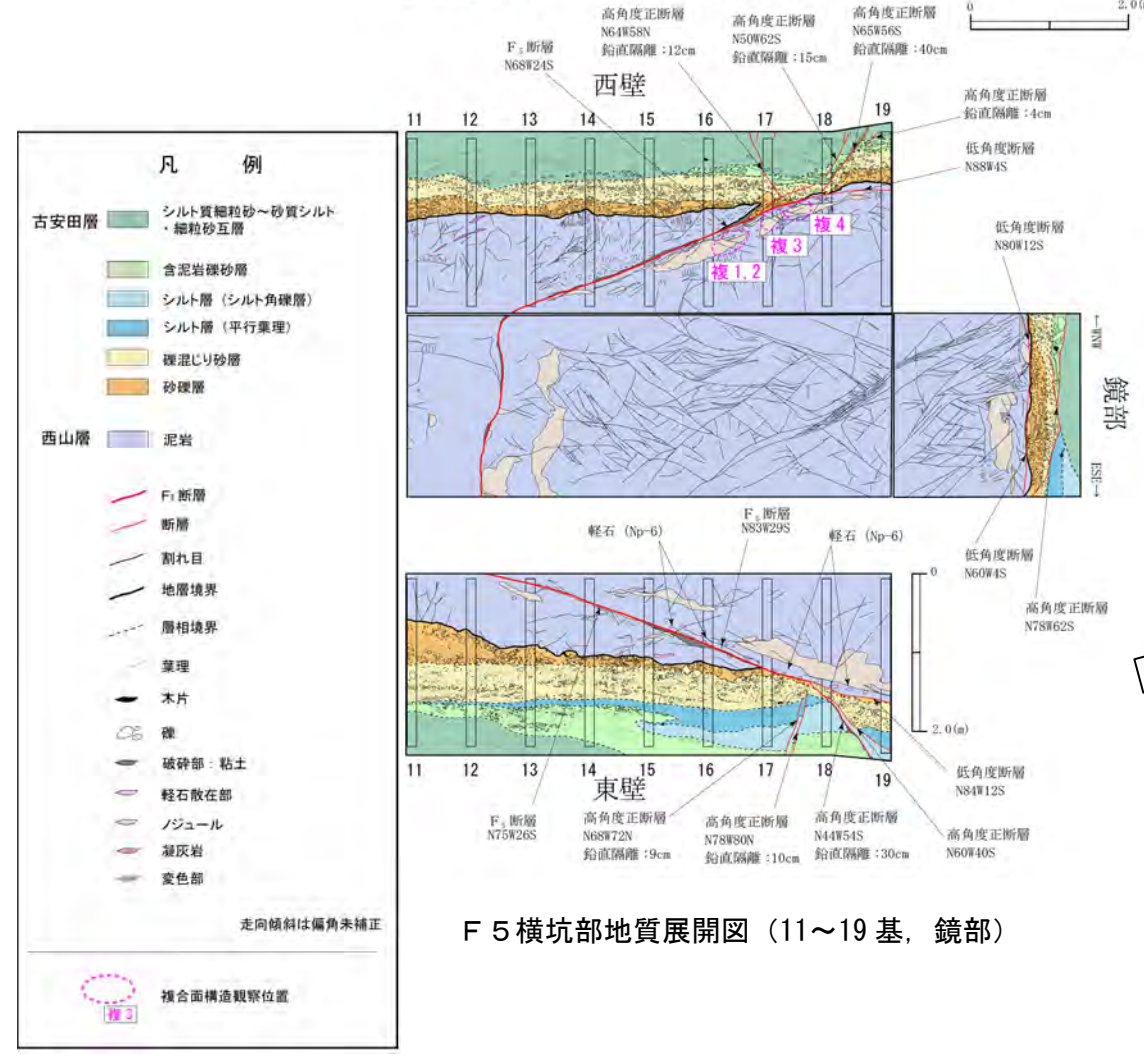 凡　例
古安田層
シルト質細粒砂～砂質シルト
・細粒砂互層
含泥岩礫砂層
シルト層（シルト角礫層）
シルト層（平行葉理）
礫混じり砂層
砂礫層
西山層
泥岩
F₅断層
断層
割れ目
地層境界
層相境界
葉理
木片
礫
破砕部：粘土
軽石散在部
ノジュール
凝灰岩
変色部
走向傾斜は偏角未補正
複3
複合面構造観察位置
0
2.0
F₅断層
N68W24S
高角度正断層
N64W58N
鉛直隔離：12cm
高角度正断層
N50W62S
鉛直隔離：15cm
高角度正断層
N65W56S
鉛直隔離：40cm
高角度正断層
鉛直隔離：4cm
低角度断層
N88W4S
西壁
11 12 13 14 15 16 17 18 19
複1,2
複3
複4
低角度断層
N80W12S
←WNW
鏡部
ESE→
低角度断層
N60W4S
高角度正断層
N78W62S
軽石（Np-6）
F₅断層
N83W29S
軽石（Np-6）
0
2.0(m)
11 12 13 14 15 16 17 18 19
東壁
F₅断層
N75W26S
高角度正断層
N68W72N
鉛直隔離：9cm
高角度正断層
N78W80N
鉛直隔離：10cm
高角度正断層
N44W54S
鉛直隔離：30cm
高角度正断層
N60W40S
低角度断層
N84W12S
F５横坑部地質展開図（11～19基，鏡部）